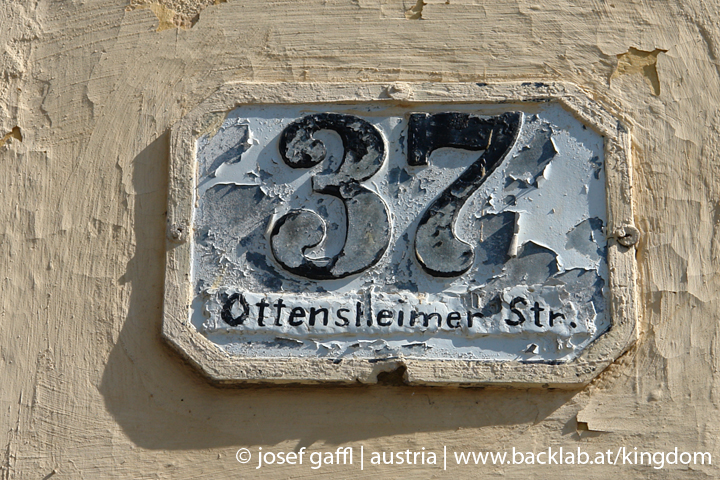 37
Ottensheimer Str.
© josef gaffl | austria | www.backlab.at/kingdom